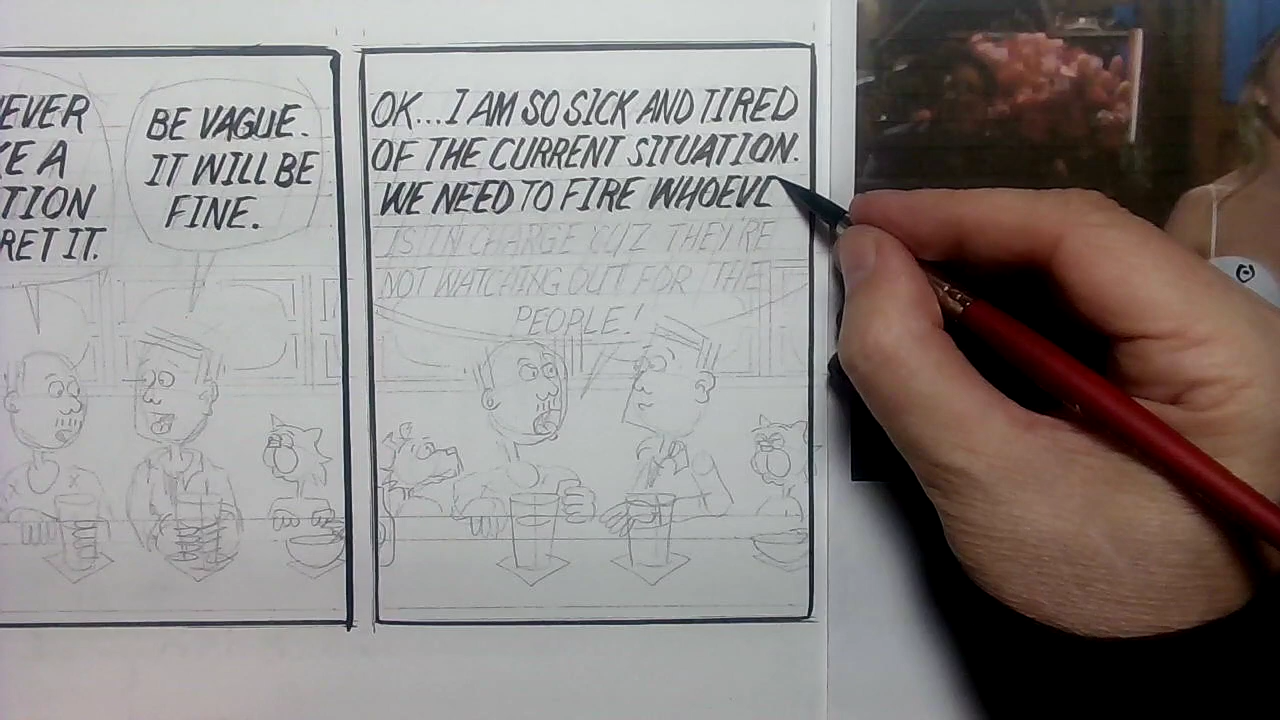 EVER
KE A
TION
RET IT.
BE VAGUE.
IT WILL BE
FINE.
OK...I AM SO SICK AND TIRED
OF THE CURRENT SITUATION.
WE NEED TO FIRE WHOEVE
IS IN CHARGE CUZ THEY'RE
NOT WATCHING OUT FOR THE
PEOPLE!